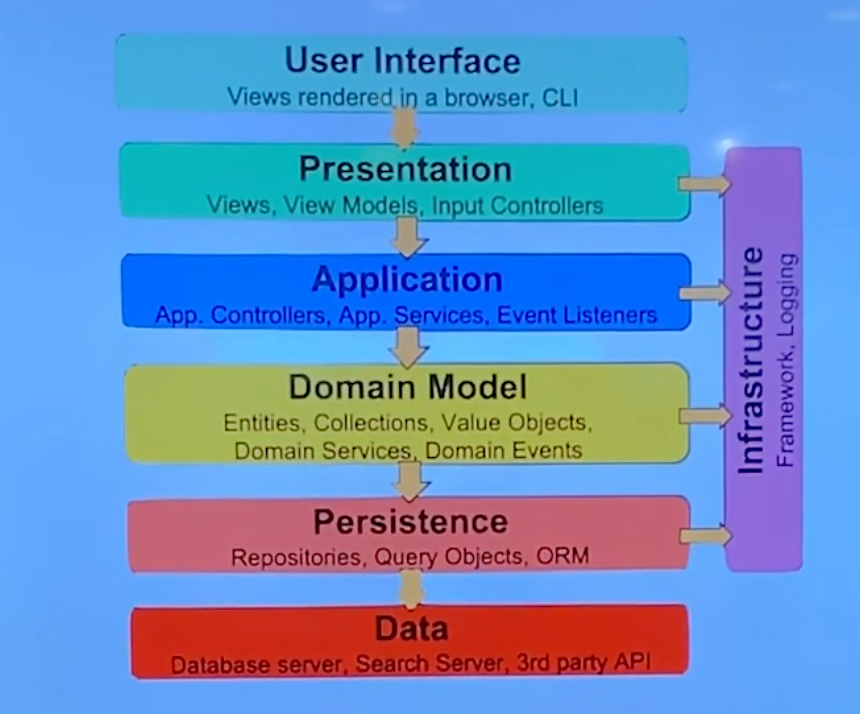 User Interface
Views rendered in a browser, CLI
Presentation
Views, View Models, Input Controllers
Application
App. Controllers, App. Services, Event Listeners
Domain Model
Entities, Collections, Value Objects,
Domain Services, Domain Events
Persistence
Repositories, Query Objects, ORM
Data
Database server, Search Server, 3rd party API
Infrastructure
Framework, Logging